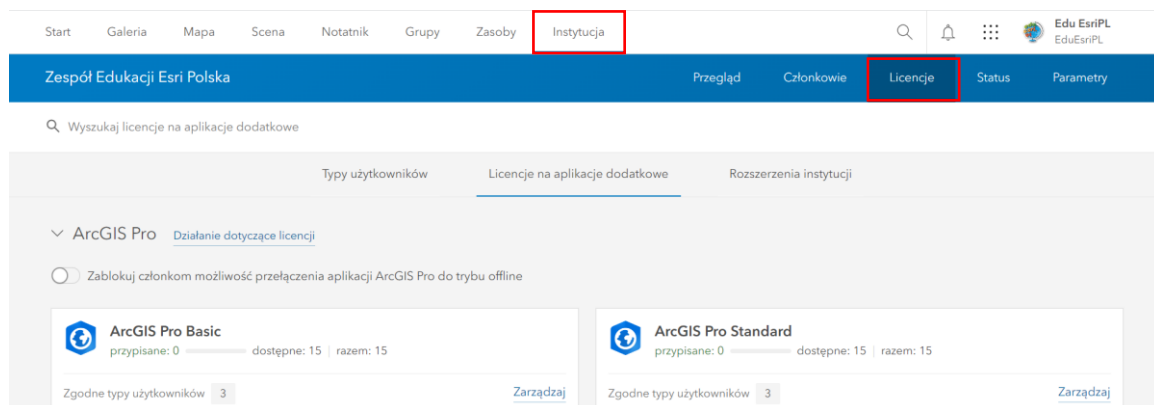 Start Galeria Mapa Scena Notatnik Grupy Zasoby Instytucja Edu EsriPL
EduEsriPL
Zespół Edukacji Esri Polska Przegląd Członkowie Licencje Status Parametry
Wyszukaj licencje na aplikacje dodatkowe
Typy użytkowników Licencje na aplikacje dodatkowe Rozszerzenia instytucji
ArcGIS Pro Działanie dotyczące licencji
Zablokuj członkom możliwość przełączenia aplikacji ArcGIS Pro do trybu offline
ArcGIS Pro Basic
przypisane: 0 dostępne: 15 | razem: 15
Zgodne typy użytkowników 3 Zarządzaj
ArcGIS Pro Standard
przypisane: 0 dostępne: 15 | razem: 15
Zgodne typy użytkowników 3 Zarządzaj